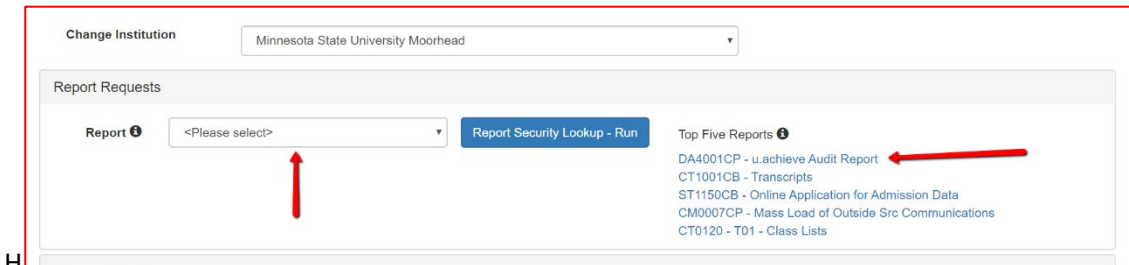 Change Institution
Minnesota State University Moorhead
Report Requests
Report
<Please select>
Report Security Lookup - Run
Top Five Reports
DA4001CP - u.achieve Audit Report
CT1001CB - Transcripts
ST1150CB - Online Application for Admission Data
CM0007CP - Mass Load of Outside Src Communications
CT0120 - T01 - Class Lists
H